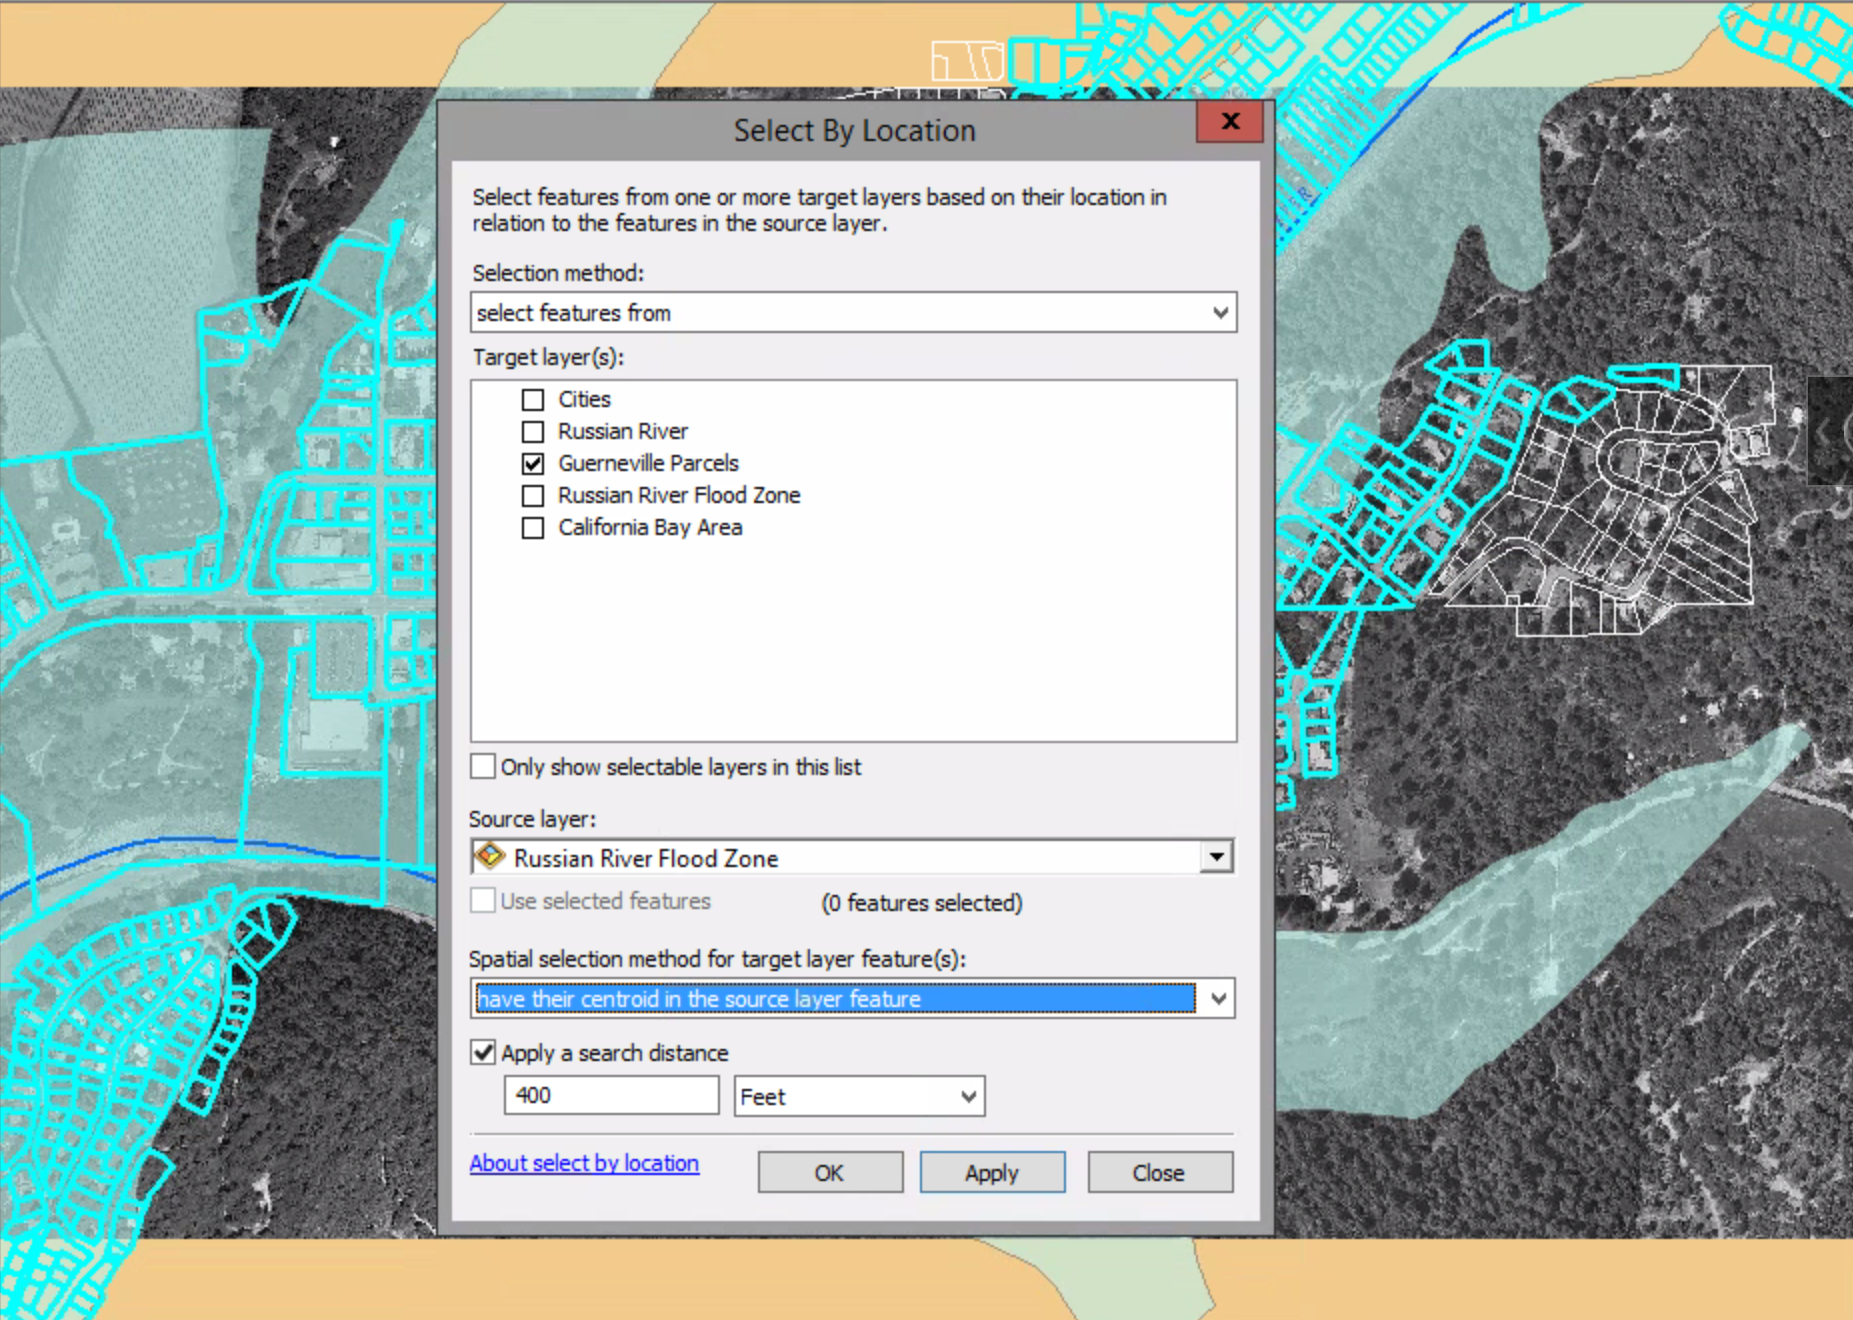 Select By Location
X
Select features from one or more target layers based on their location in
relation to the features in the source layer.
Selection method:
select features from
Target layer(s):
Cities
Russian River
Guerneville Parcels
Russian River Flood Zone
California Bay Area
Only show selectable layers in this list
Source layer:
Russian River Flood Zone
Use selected features (0 features selected)
Spatial selection method for target layer feature(s):
have their centroid in the source layer feature
Apply a search distance
400 Feet
About select by location OK Apply Close